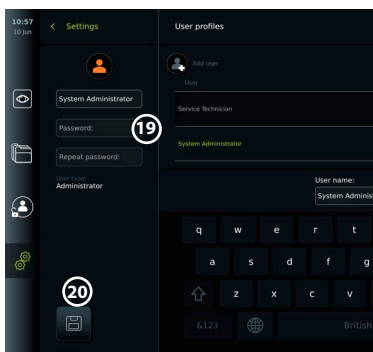 10:57
10 Jun
Settings
User profiles
Add user
User
System Administrator
Service Technician
Password:
19
System Administrator
Repeat password:
User type:
Administrator
User name:
System Adminis
q w e r t
a s d f g
20
z x c v
&123
British